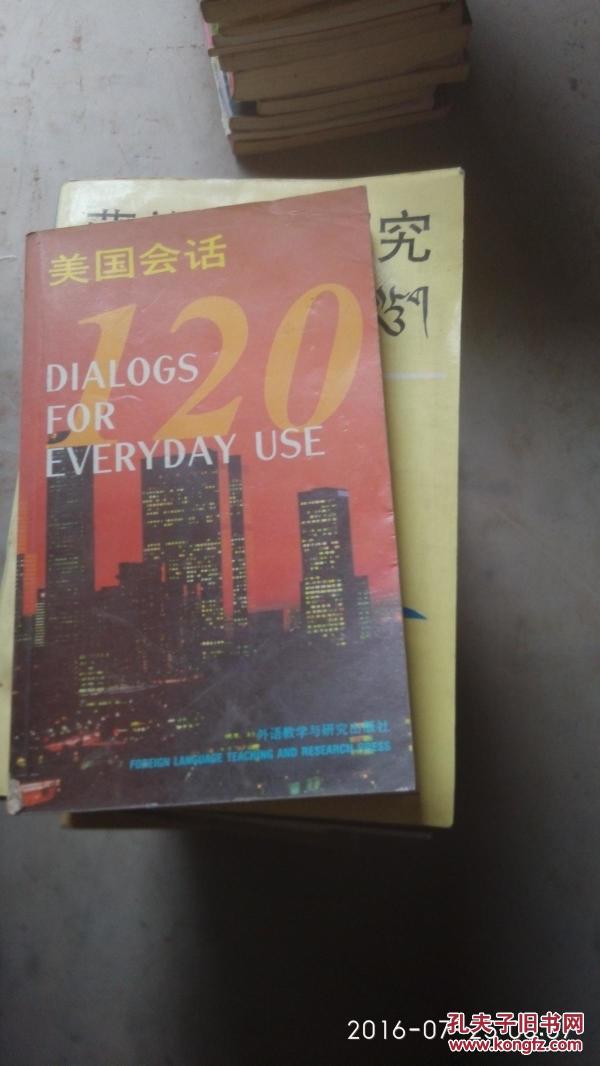 究
美国会话
120
DIALOGS
FOR
EVERYDAY USE
外语教学与研究出版社
FOREIGN LANGUAGE TEACHING AND RESEARCH PRESS
2016-07
孔夫子旧书网
www.kongfz.com